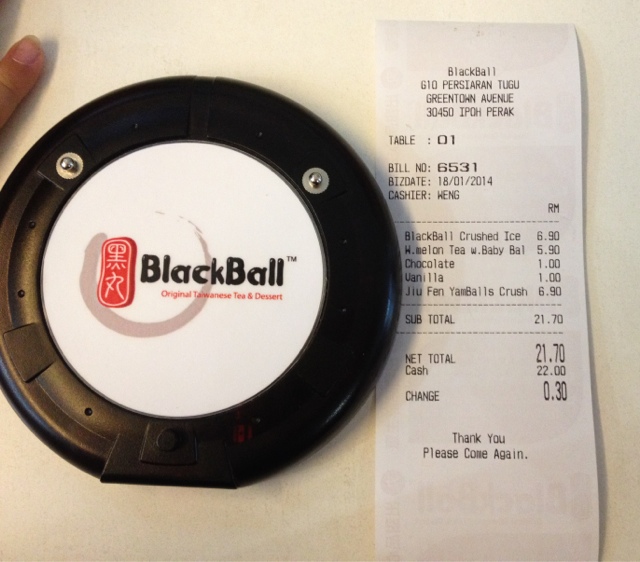 黑丸
BlackBall™
Original Taiwanese Tea & Dessert
BlackBall
G10 PERSIARAN TUGU
GREENTOWN AVENUE
30450 IPOH PERAK
TABLE : 01
BILL NO: 6531
BIZDATE: 18/01/2014
CASHIER: WENG
RM
BlackBall Crushed Ice 6.90
W.melon Tea w.Baby Bal 5.90
Chocolate 1.00
Vanilla 1.00
Jiu Fen YamBalls Crush 6.90
SUB TOTAL 21.70
NET TOTAL 21.70
Cash 22.00
CHANGE 0.30
Thank You
Please Come Again.
BlackBall